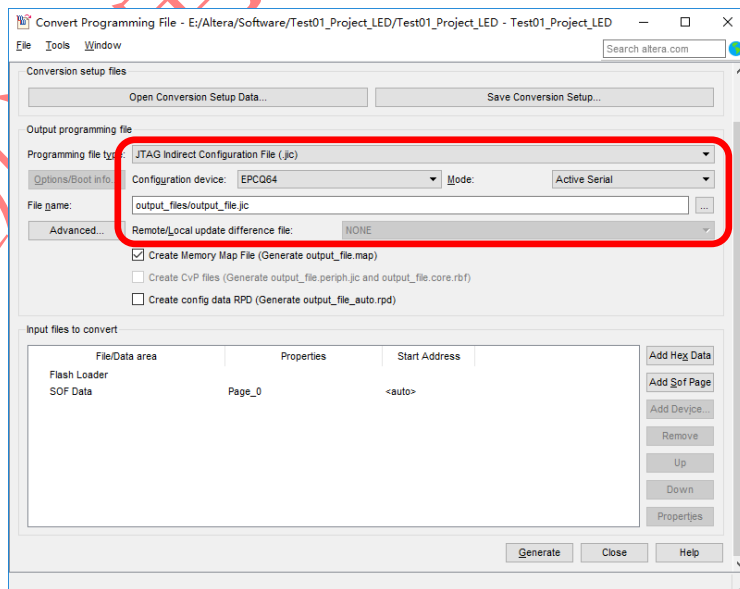 Convert Programming File - E:/Altera/Software/Test01_Project_LED/Test01_Project_LED - Test01_Project_LED
File Tools Window
Search altera.com
Conversion setup files
Open Conversion Setup Data... Save Conversion Setup...
Output programming file
Programming file type: JTAG Indirect Configuration File (.jic)
Options/Boot info... Configuration device: EPCQ64 Mode: Active Serial
File name: output_files/output_file.jic ...
Advanced... Remote/Local update difference file: NONE
Create Memory Map File (Generate output_file.map)
Create CvP files (Generate output_file.periph.jic and output_file.core.rbf)
Create config data RPD (Generate output_file_auto.rpd)
Input files to convert
File/Data area Properties Start Address
Flash Loader
SOF Data Page_0 <auto>
Add Hex Data
Add Sof Page
Add Device...
Remove
Up
Down
Properties
Generate Close Help